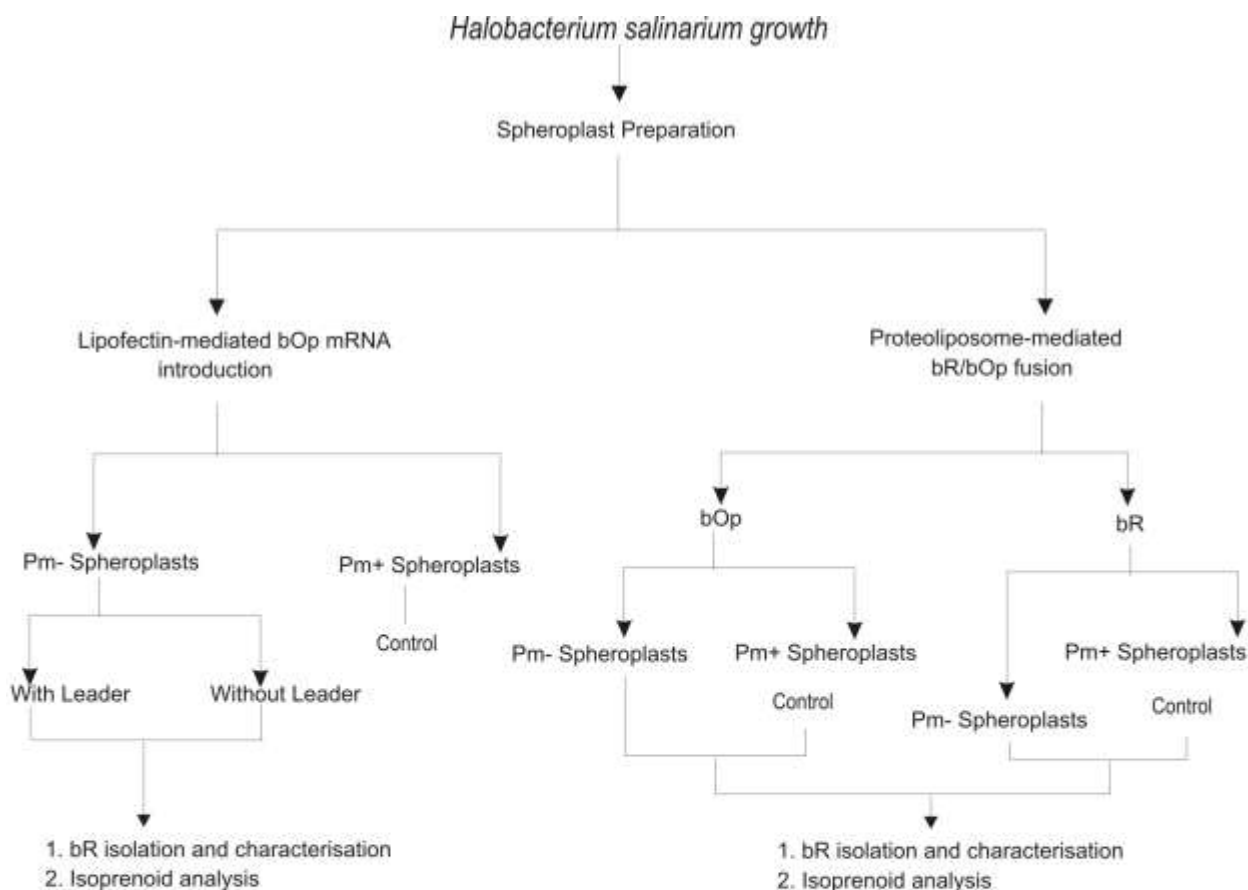 Halobacterium salinarium growth
Spheroplast Preparation
Lipofectin-mediated bOp mRNA
introduction
Pm- Spheroplasts
Pm+ Spheroplasts
Control
With Leader
Without Leader
1. bR isolation and characterisation
2. Isoprenoid analysis
Proteoliposome-mediated
bR/bOp fusion
bOp
bR
Pm- Spheroplasts
Pm+ Spheroplasts
Control
Pm- Spheroplasts
Pm+ Spheroplasts
Control
1. bR isolation and characterisation
2. Isoprenoid analysis